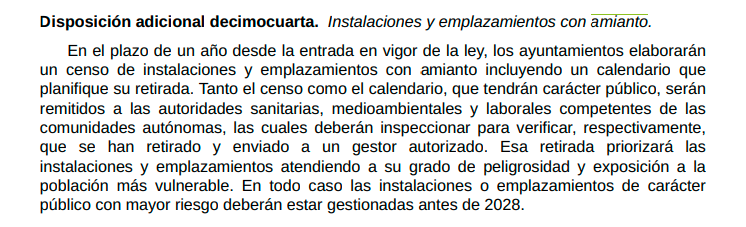 Disposición adicional decimocuarta. Instalaciones y emplazamientos con amianto.
En el plazo de un año desde la entrada en vigor de la ley, los ayuntamientos elaborarán
un censo de instalaciones y emplazamientos con amianto incluyendo un calendario que
planifique su retirada. Tanto el censo como el calendario, que tendrán carácter público, serán
remitidos a las autoridades sanitarias, medioambientales y laborales competentes de las
comunidades autónomas, las cuales deberán inspeccionar para verificar, respectivamente,
que se han retirado y enviado a un gestor autorizado. Esa retirada priorizará las
instalaciones y emplazamientos atendiendo a su grado de peligrosidad y exposición a la
población más vulnerable. En todo caso las instalaciones o emplazamientos de carácter
público con mayor riesgo deberán estar gestionadas antes de 2028.